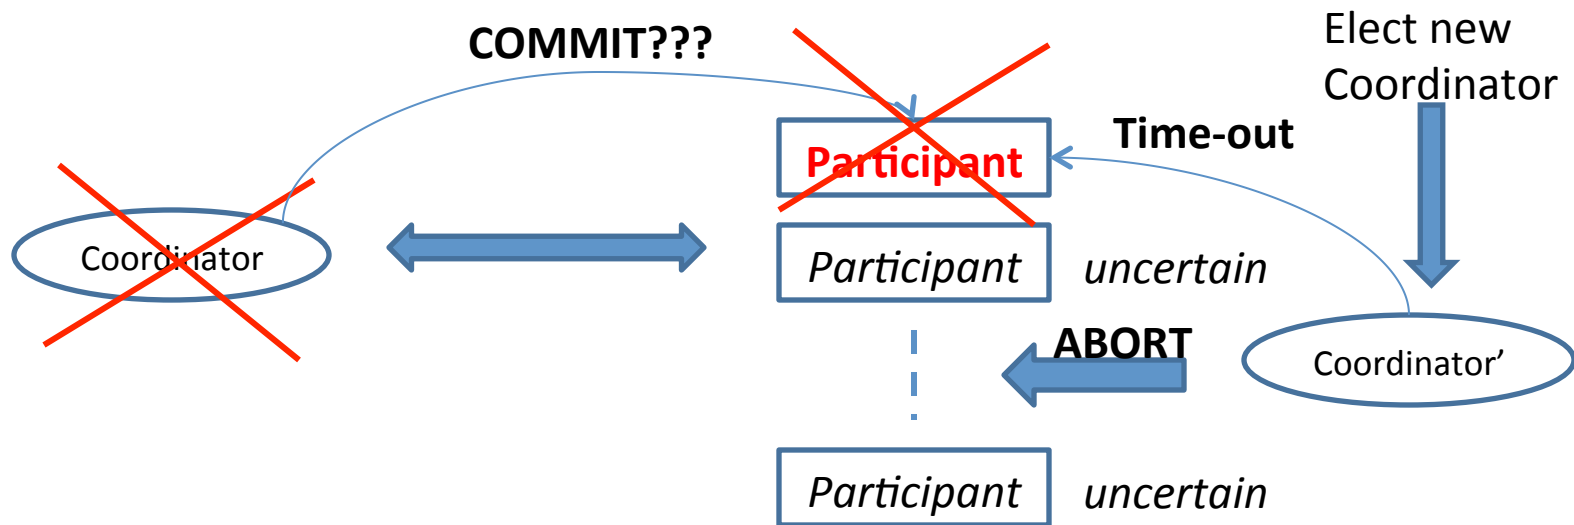 COMMIT???
Elect new
Coordinator
Time-out
Participant
Coordinator
Participant uncertain
ABORT
Coordinator’
Participant uncertain